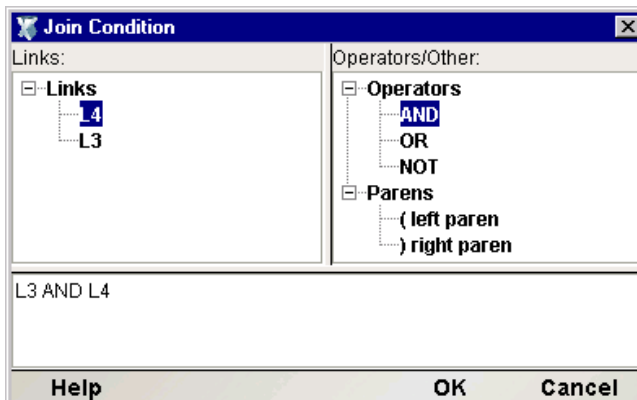 Join Condition
Links:
Links
L4
L3
Operators/Other:
Operators
AND
OR
NOT
Parens
( left paren
) right paren
L3 AND L4
Help OK Cancel